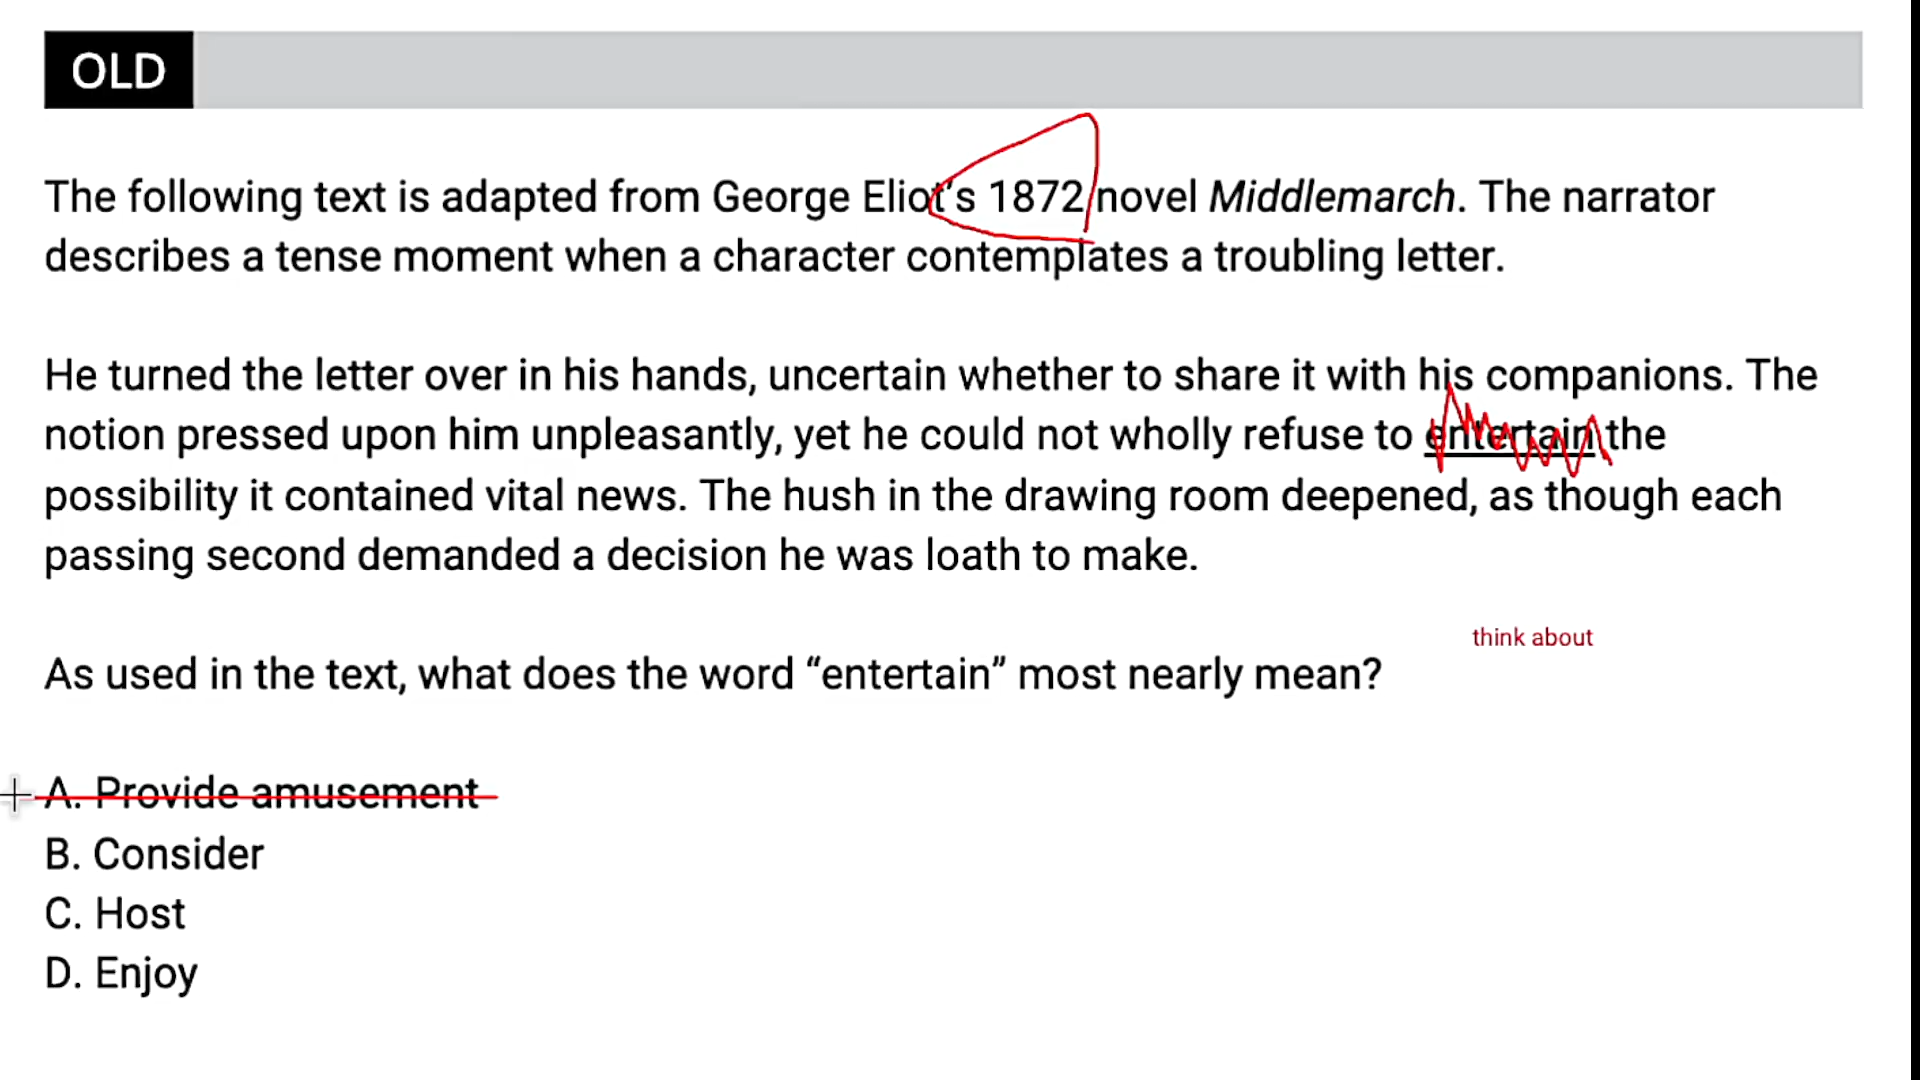 OLD
The following text is adapted from George Eliot's 1872 novel Middlemarch. The narrator
describes a tense moment when a character contemplates a troubling letter.
He turned the letter over in his hands, uncertain whether to share it with his companions. The
notion pressed upon him unpleasantly, yet he could not wholly refuse to entertain the
possibility it contained vital news. The hush in the drawing room deepened, as though each
passing second demanded a decision he was loath to make.
think about
As used in the text, what does the word “entertain” most nearly mean?
A. Provide amusement
B. Consider
C. Host
D. Enjoy